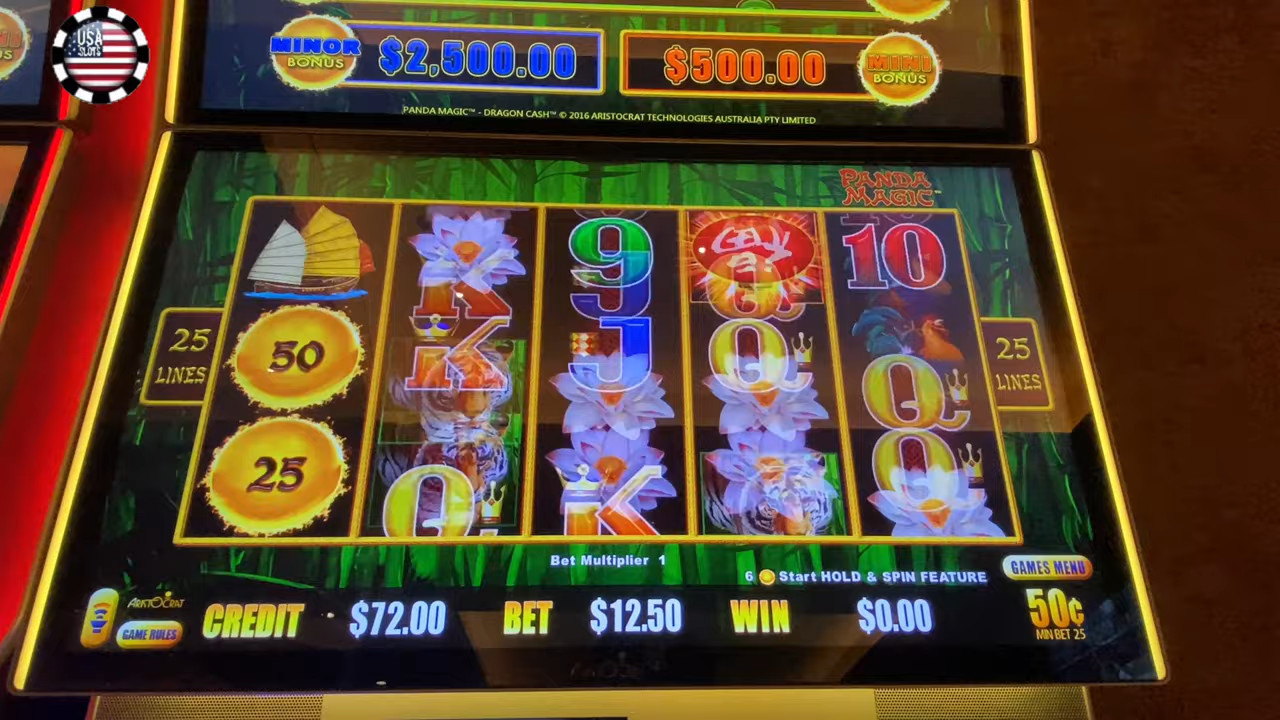 USA
SLOTS
MINOR
BONUS
$2,500.00
$500.00
MINI
BONUS
PANDA MAGIC™ - DRAGON CASH™ © 2016 ARISTOCRAT TECHNOLOGIES AUSTRALIA PTY LIMITED
PANDA
MAGIC™
25
LINES
50
25
K
K
Q
9
J
J
K
Q
Q
10
Q
Q
25
LINES
Bet Multiplier 1
6 Start HOLD & SPIN FEATURE
GAMES MENU
ARISTOCRAT
GAME RULES
CREDIT $72.00 BET $12.50 WIN $0.00
50¢
MIN BET 25